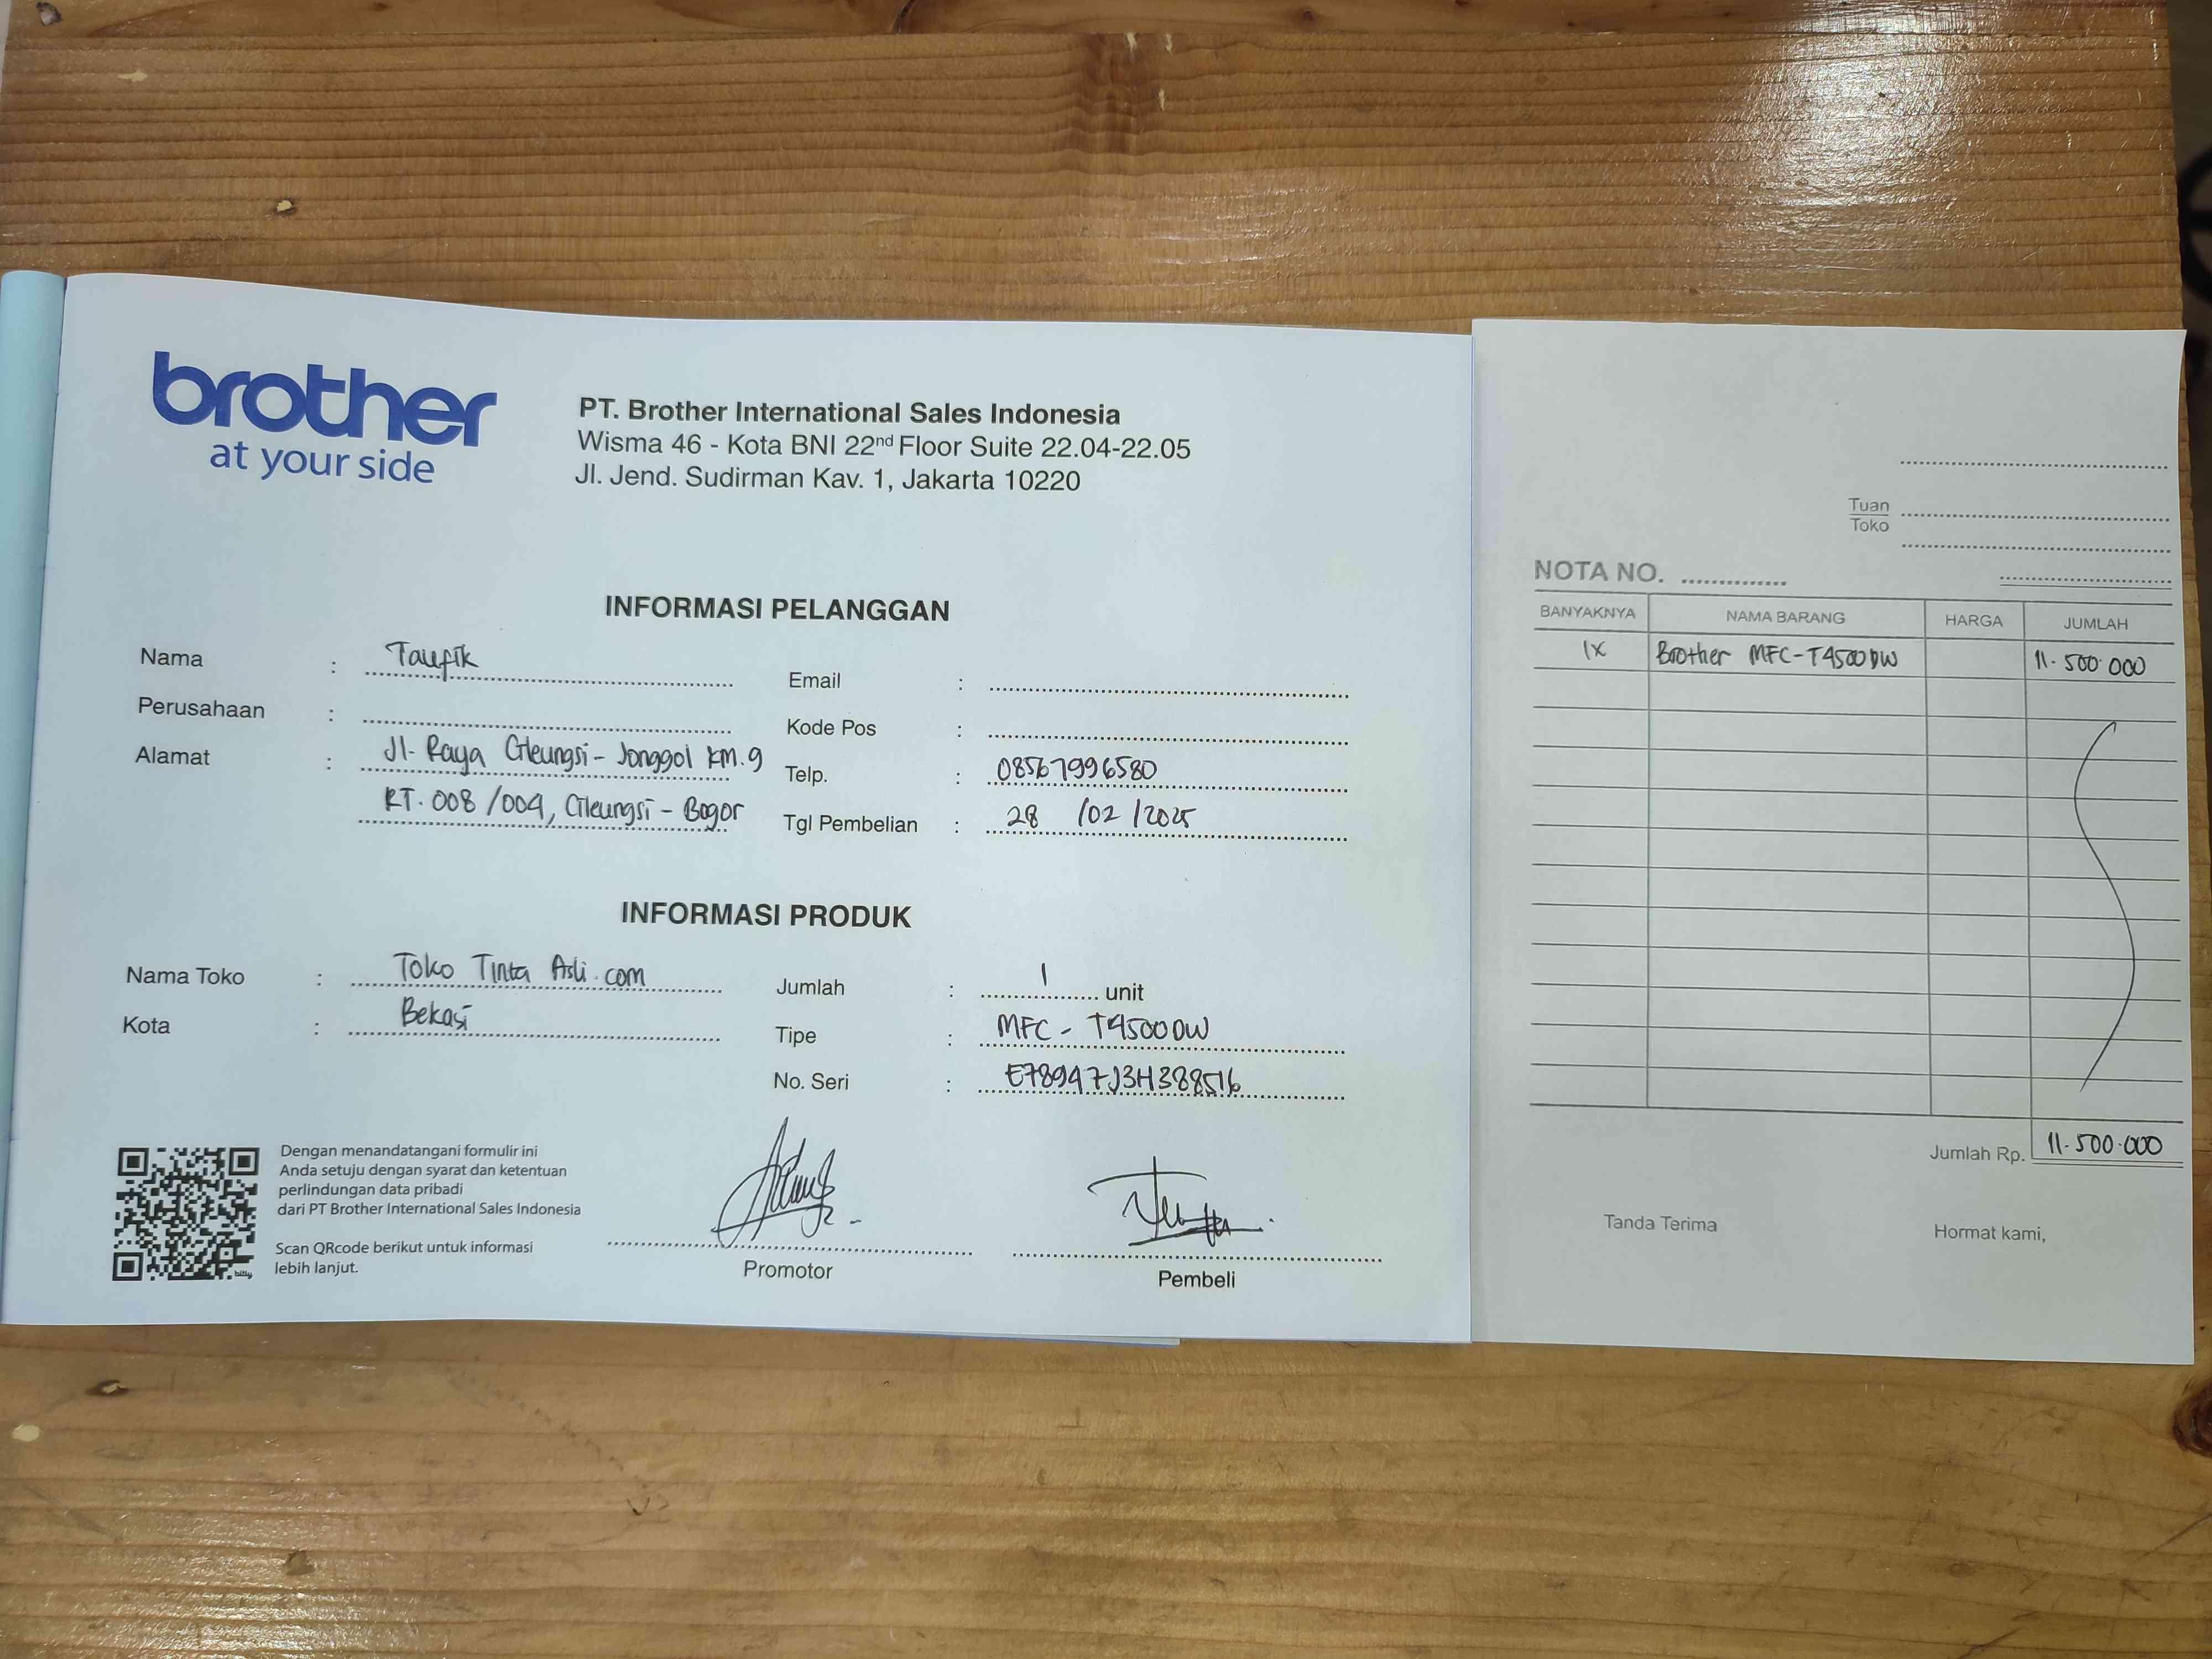 brother
at your side
PT. Brother International Sales Indonesia
Wisma 46 - Kota BNI 22nd Floor Suite 22.04-22.05
Jl. Jend. Sudirman Kav. 1, Jakarta 10220
INFORMASI PELANGGAN
Nama : Taufik
Perusahaan :
Alamat : Jl. Raya Cileungsi - Jonggol KM.9
RT. 008 /004, Cileungsi - Bogor
Email :
Kode Pos :
Telp. : 08567996580
Tgl Pembelian : 28 /02 /2025
INFORMASI PRODUK
Nama Toko : Toko Tinta Asli.com
Kota : Bekasi
Jumlah : 1 unit
Tipe : MFC - T4500DW
No. Seri : E78947J3H388516
Dengan menandatangani formulir ini
Anda setuju dengan syarat dan ketentuan
perlindungan data pribadi
dari PT Brother International Sales Indonesia
Scan QRcode berikut untuk informasi
lebih lanjut.
bitly
Promotor
Pembeli
Tuan
Toko
NOTA NO.
BANYAKNYA NAMA BARANG HARGA JUMLAH
1x Brother MFC-T4500DW 11.500.000
Jumlah Rp. 11.500.000
Tanda Terima
Hormat kami,